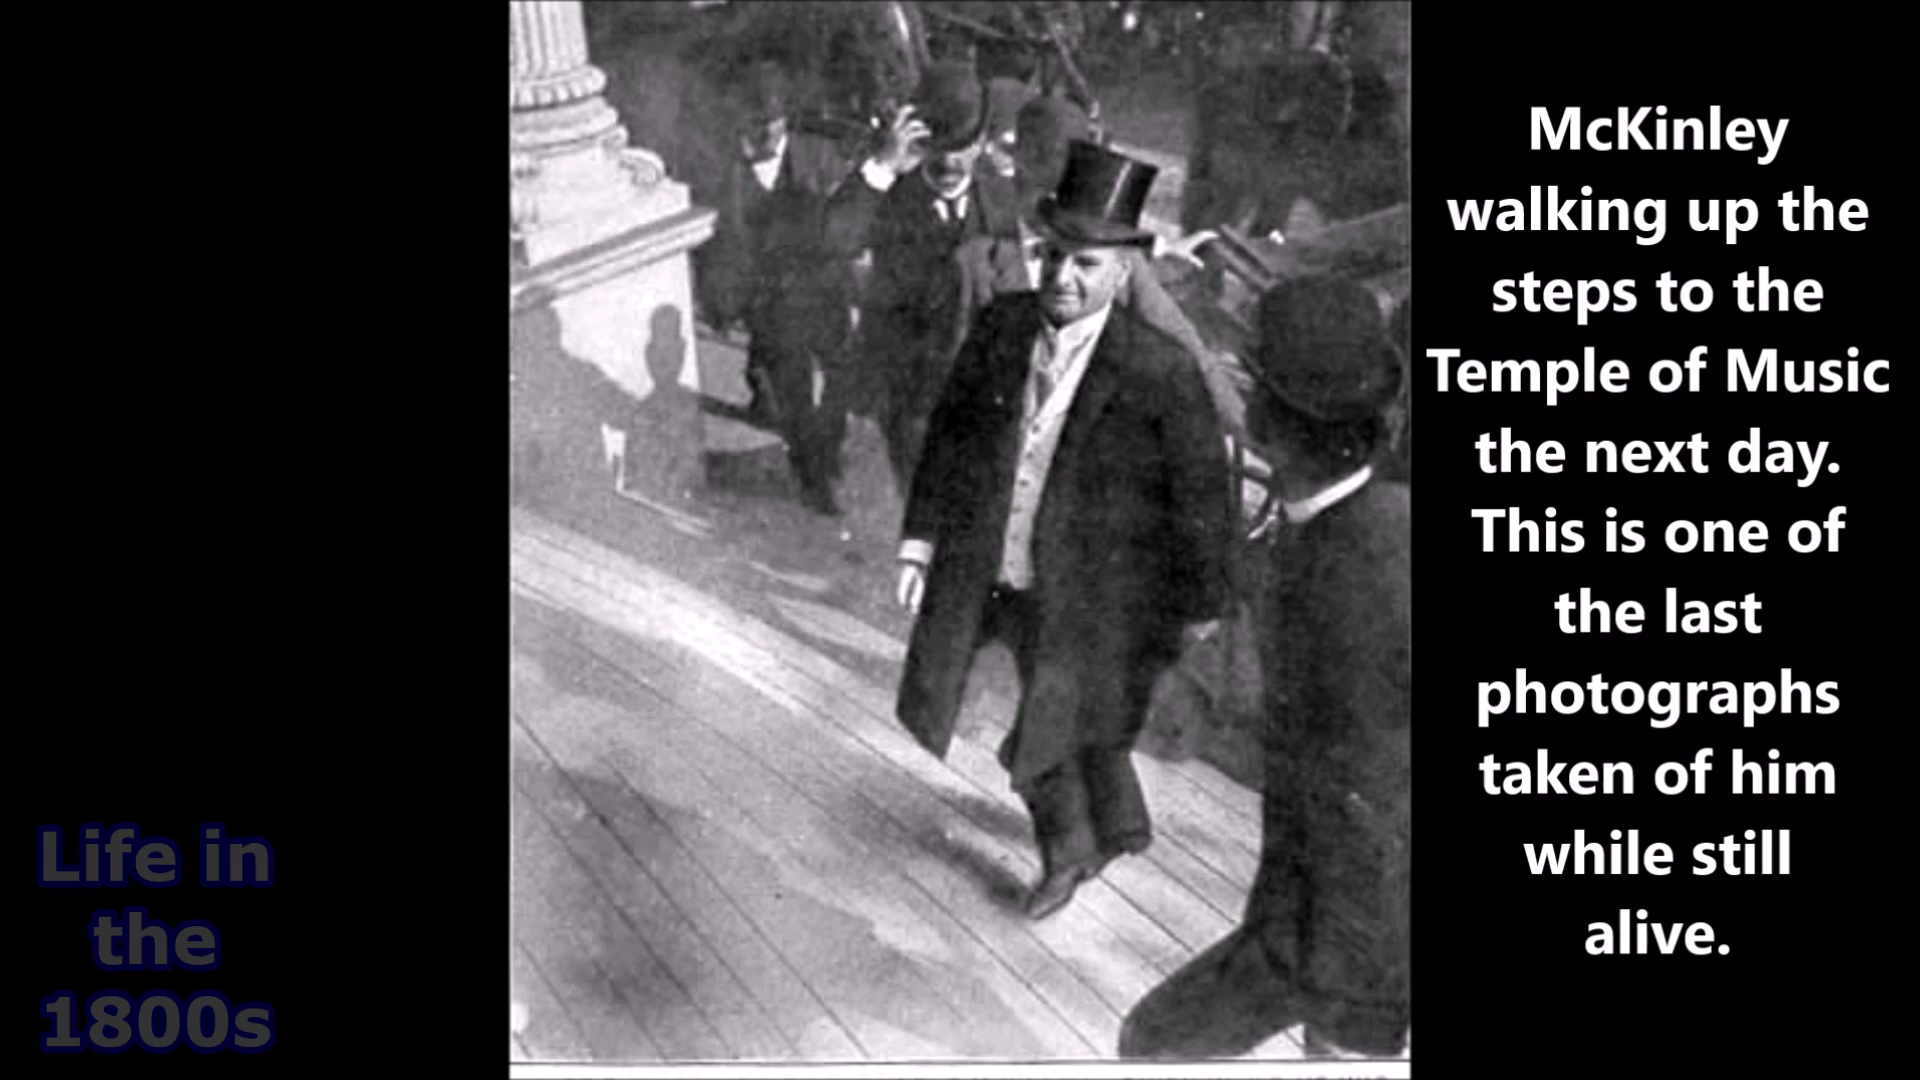 McKinley
walking up the
steps to the
Temple of Music
the next day.
This is one of
the last
photographs
taken of him
while still
alive.
Life in
the
1800s